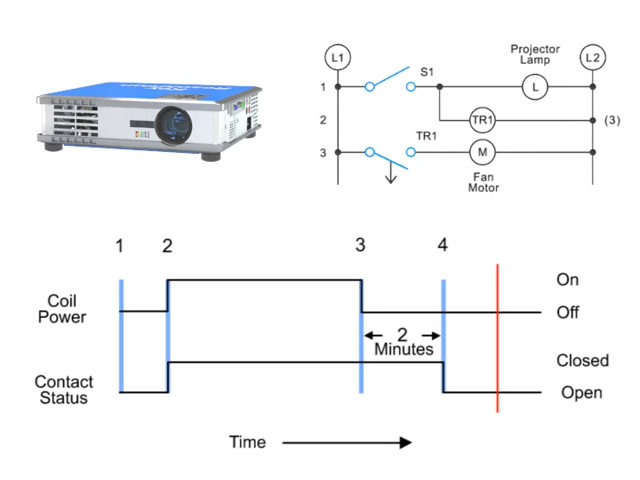 L1
Projector
Lamp
L2
S1
1
L
2
TR1
(3)
TR1
3
M
Fan
Motor
1 2 3 4
On
Coil
Power
Off
2
Minutes
Closed
Contact
Status
Open
Time